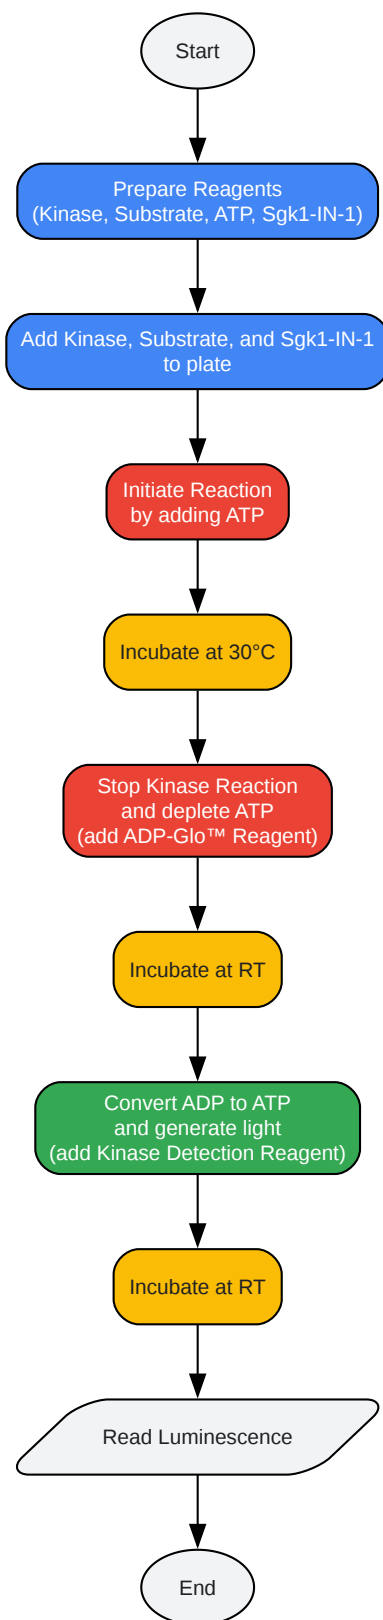 Start
Prepare Reagents
(Kinase, Substrate, ATP, Sgk1-IN-1)
Add Kinase, Substrate, and Sgk1-IN-1
to plate
Initiate Reaction
by adding ATP
Incubate at 30°C
Stop Kinase Reaction
and deplete ATP
(add ADP-Glo™ Reagent)
Incubate at RT
Convert ADP to ATP
and generate light
(add Kinase Detection Reagent)
Incubate at RT
Read Luminescence
End